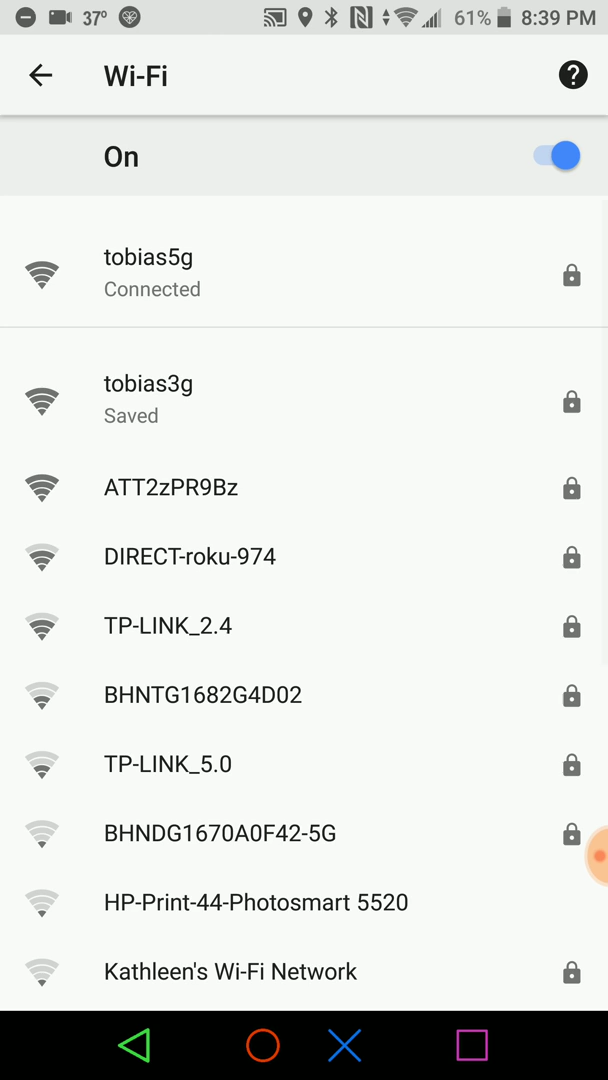 37° 61% 8:39 PM
Wi-Fi
On
tobias5g
Connected
tobias3g
Saved
ATT2zPR9Bz
DIRECT-roku-974
TP-LINK_2.4
BHNTG1682G4D02
TP-LINK_5.0
BHNDG1670A0F42-5G
HP-Print-44-Photosmart 5520
Kathleen's Wi-Fi Network